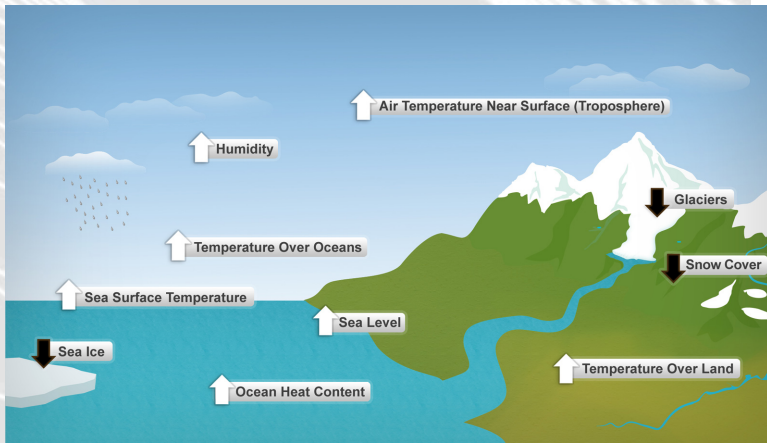 Air Temperature Near Surface (Troposphere)
Humidity
Glaciers
Temperature Over Oceans
Snow Cover
Sea Surface Temperature
Sea Level
Sea Ice
Temperature Over Land
Ocean Heat Content